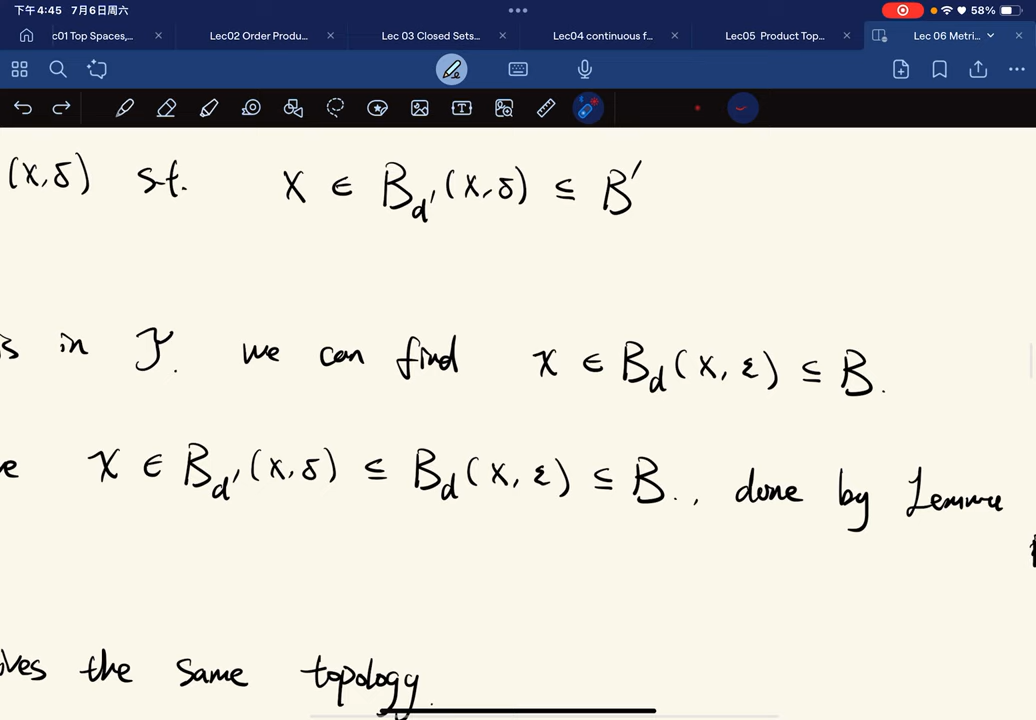 下午4:45 7月6日周六 58%
c01 Top Spaces,... Lec02 Order Produ... Lec 03 Closed Sets... Lec04 continuous f... Lec05 Product Top... Lec 06 Metri...
(x,δ) s.t. x ∈ B_d'(x,δ) ⊆ B'
is in 𝒯. we can find x ∈ B_d(x,ε) ⊆ B.
e x ∈ B_d'(x,δ) ⊆ B_d(x,ε) ⊆ B., done by Lemma
ives the same topology.